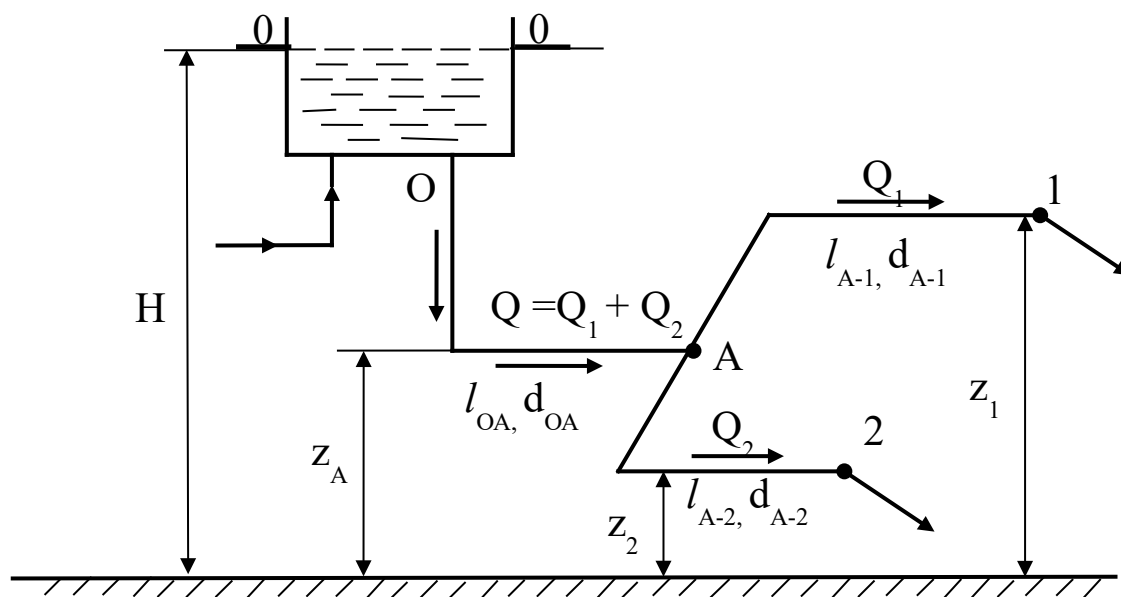 0 0
O
Q₁ 1
l_A-1, d_A-1
H
Q =Q₁ + Q₂
A
l_OA, d_OA
z₁
z_A
Q₂ 2
l_A-2, d_A-2
z₂